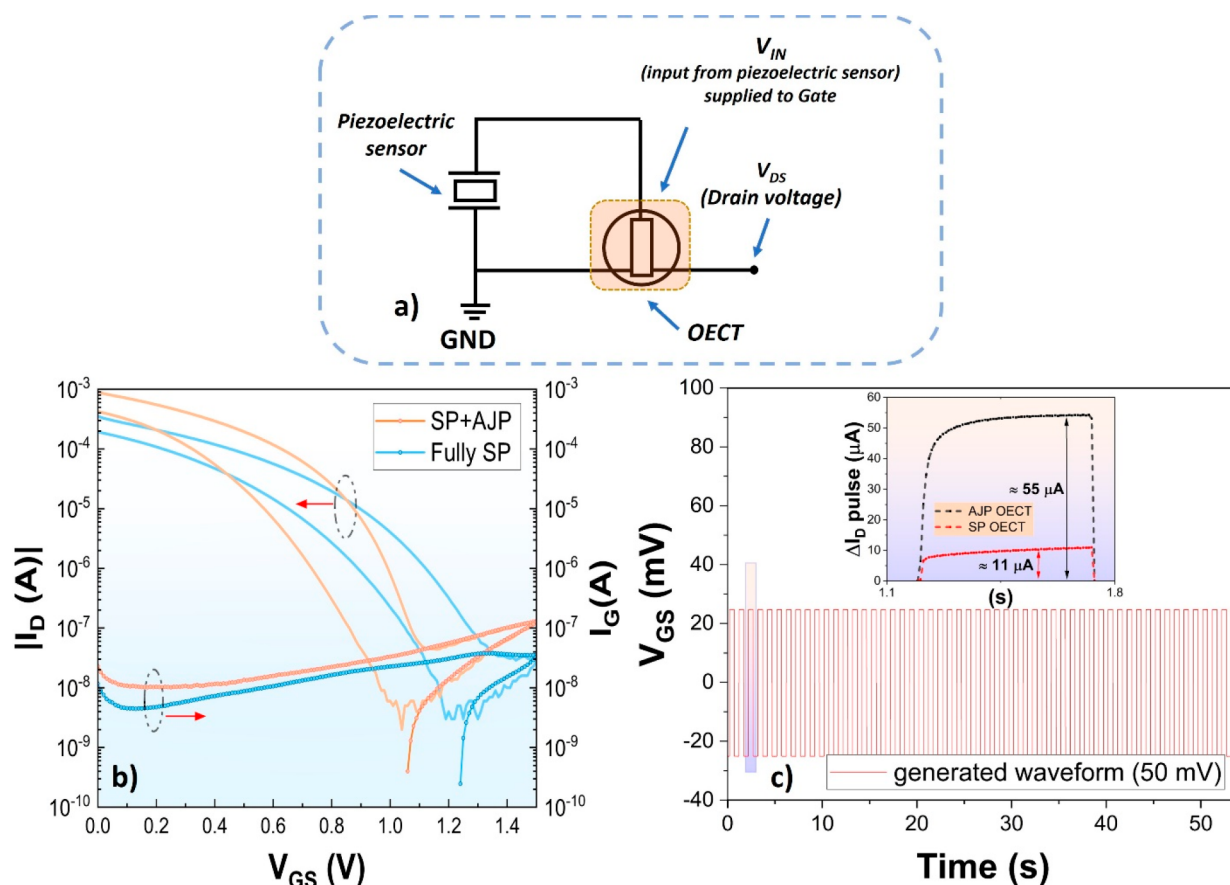 V_IN
(input from piezoelectric sensor)
supplied to Gate
Piezoelectric
sensor
V_DS
(Drain voltage)
a)
GND
OECT
10⁻³
10⁻⁴
10⁻⁵
10⁻⁶
10⁻⁷
10⁻⁸
10⁻⁹
10⁻¹⁰
|I_D (A)|
SP+AJP
Fully SP
b)
0.0 0.2 0.4 0.6 0.8 1.0 1.2 1.4
V_GS (V)
10⁻³
10⁻⁴
10⁻⁵
10⁻⁶
10⁻⁷
10⁻⁸
10⁻⁹
10⁻¹⁰
I_G(A)
100
80
60
40
20
0
-20
-40
V_GS (mV)
60
50
40
30
20
10
0
ΔI_D pulse (µA)
≈ 55 µA
AJP OECT
SP OECT
≈ 11 µA
1.1 1.8
(s)
c)
generated waveform (50 mV)
0 10 20 30 40 50
Time (s)